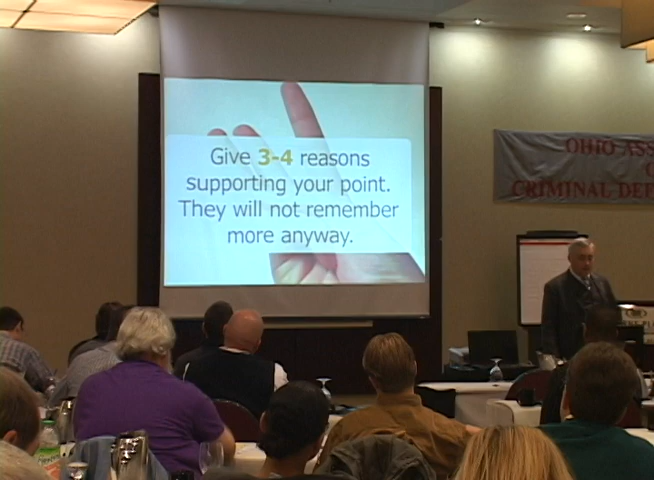 Give 3-4 reasons
supporting your point.
They will not remember
more anyway.
OHIO ASS
CRIMINAL DEF